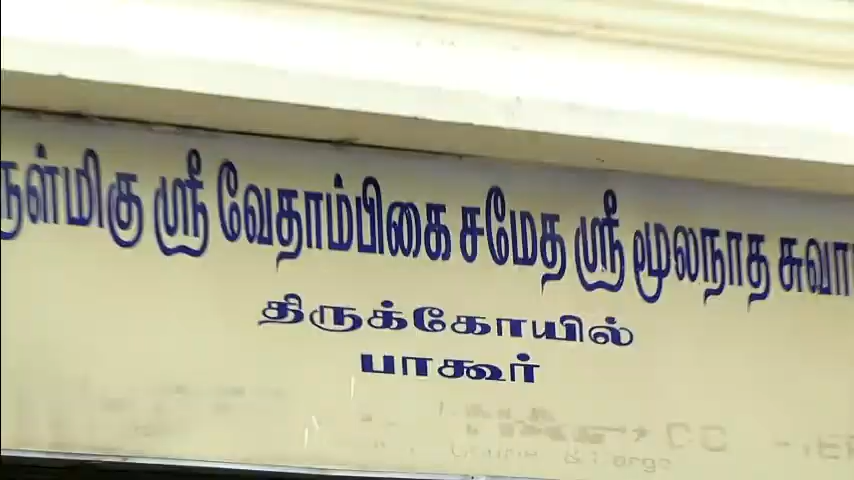 ருள்மிகு ஸ்ரீ வேதாம்பிகை சமேத ஸ்ரீ மூலநாத சுவா
திருக்கோயில்
பாகூர்